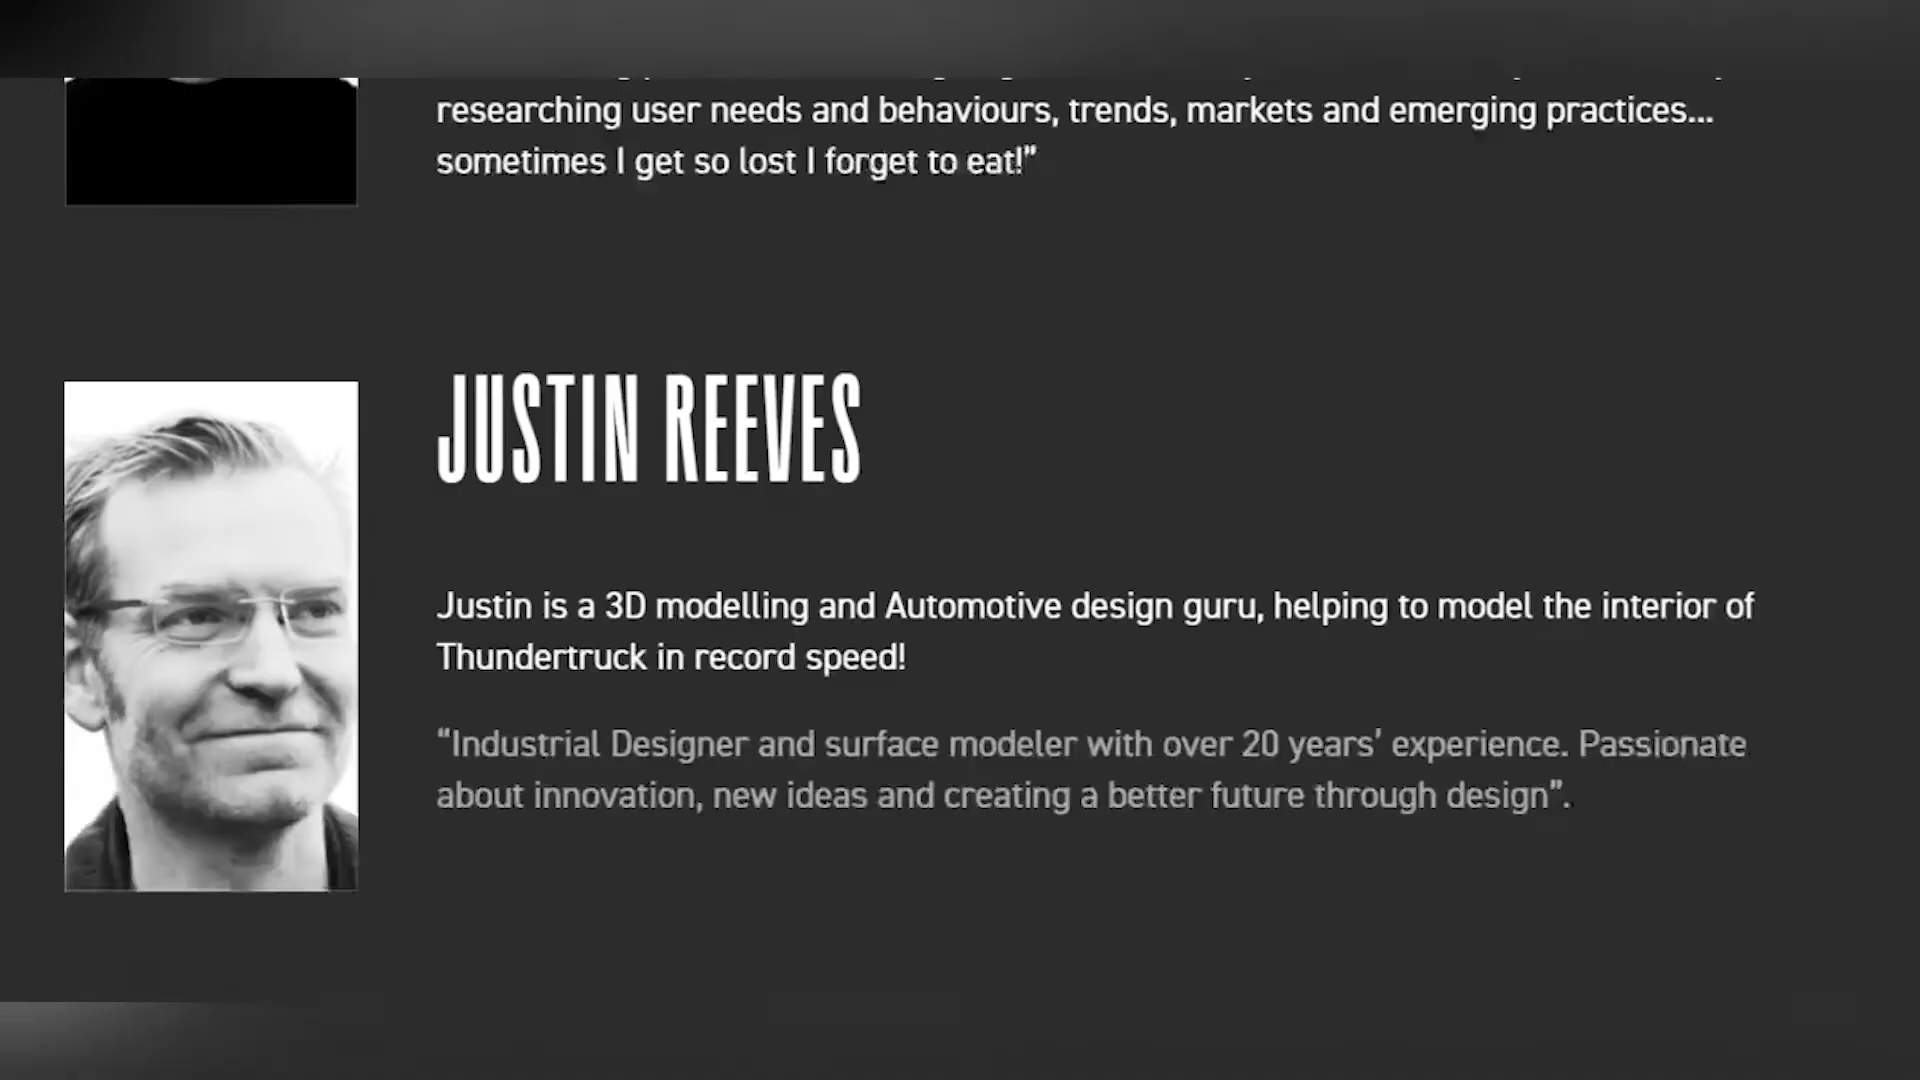 researching user needs and behaviours, trends, markets and emerging practices...
sometimes I get so lost I forget to eat!”
JUSTIN REEVES
Justin is a 3D modelling and Automotive design guru, helping to model the interior of
Thundertruck in record speed!
“Industrial Designer and surface modeler with over 20 years’ experience. Passionate
about innovation, new ideas and creating a better future through design”.